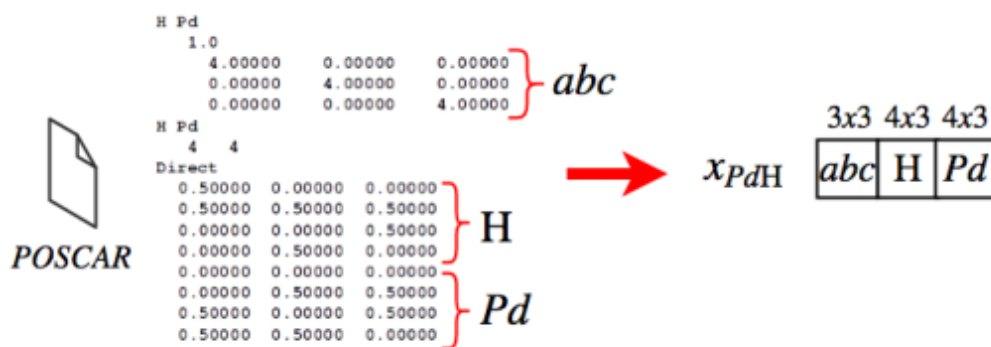 H Pd
1.0
4.00000 0.00000 0.00000
0.00000 4.00000 0.00000
0.00000 0.00000 4.00000
abc
H Pd
4 4
Direct
0.50000 0.00000 0.00000
0.50000 0.50000 0.50000
0.00000 0.00000 0.50000
0.00000 0.50000 0.00000
H
0.00000 0.00000 0.00000
0.00000 0.50000 0.50000
0.50000 0.00000 0.50000
0.50000 0.50000 0.00000
Pd
POSCAR
3x3 4x3 4x3
x_PdH abc H Pd